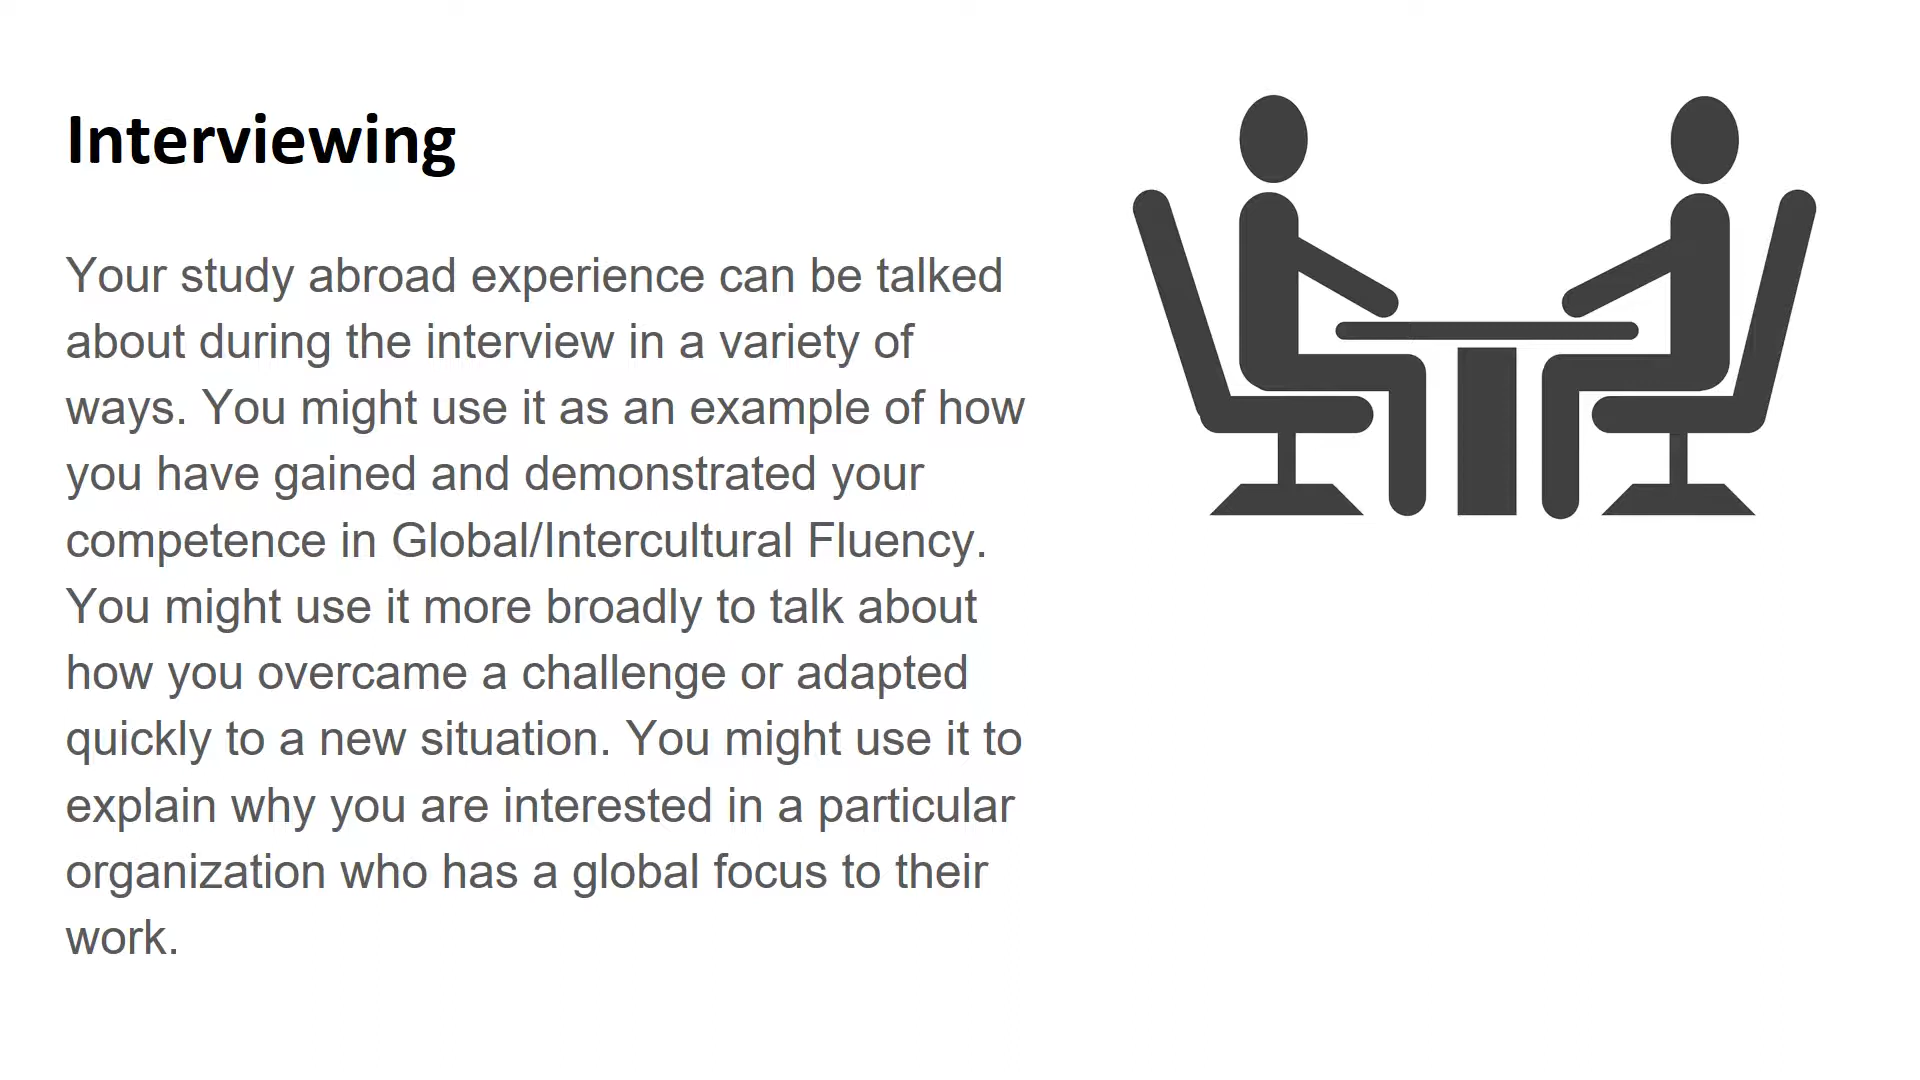 Interviewing
Your study abroad experience can be talked
about during the interview in a variety of
ways. You might use it as an example of how
you have gained and demonstrated your
competence in Global/Intercultural Fluency.
You might use it more broadly to talk about
how you overcame a challenge or adapted
quickly to a new situation. You might use it to
explain why you are interested in a particular
organization who has a global focus to their
work.